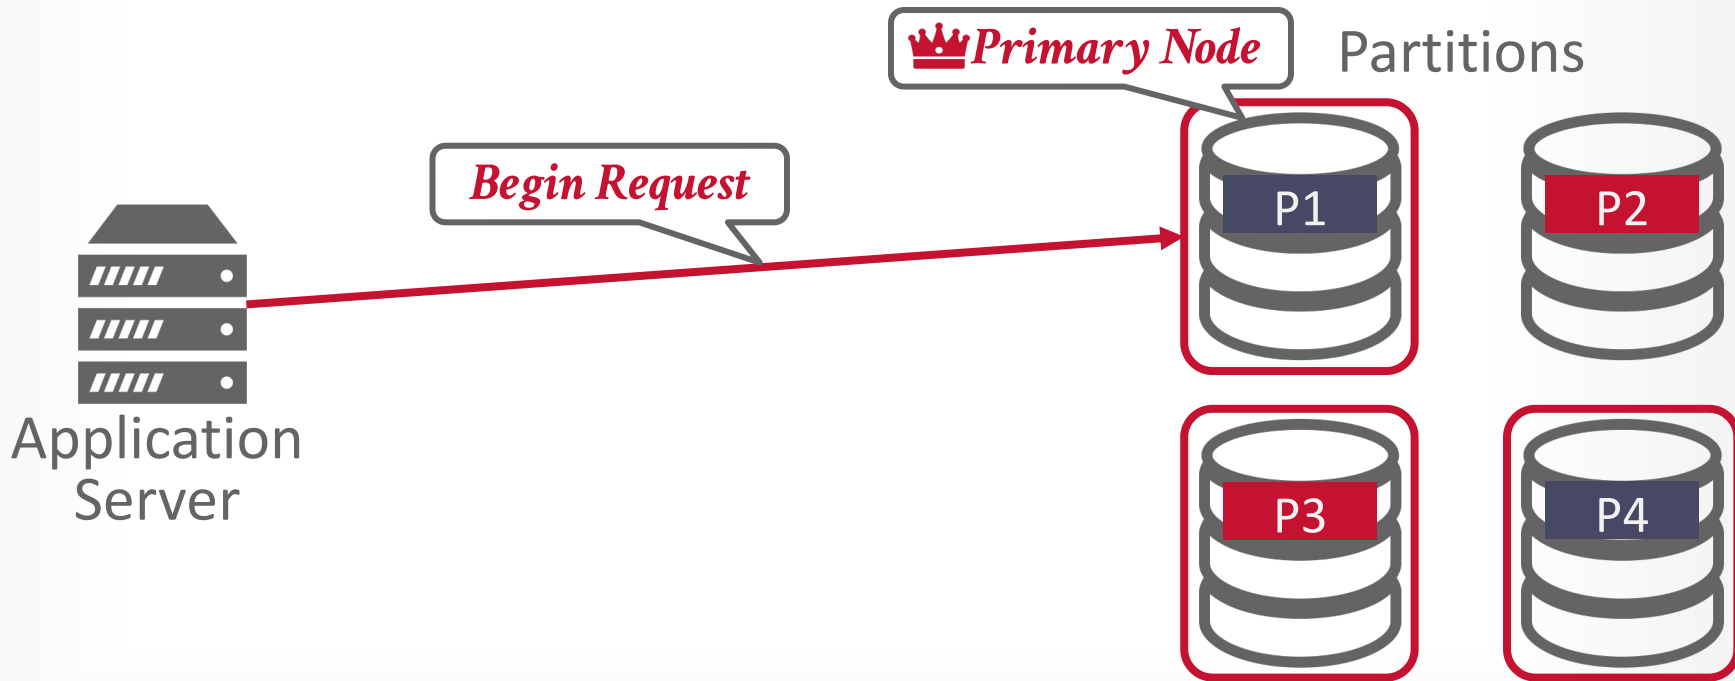 Primary Node
Partitions
Begin Request
P1
P2
Application
Server
P3
P4